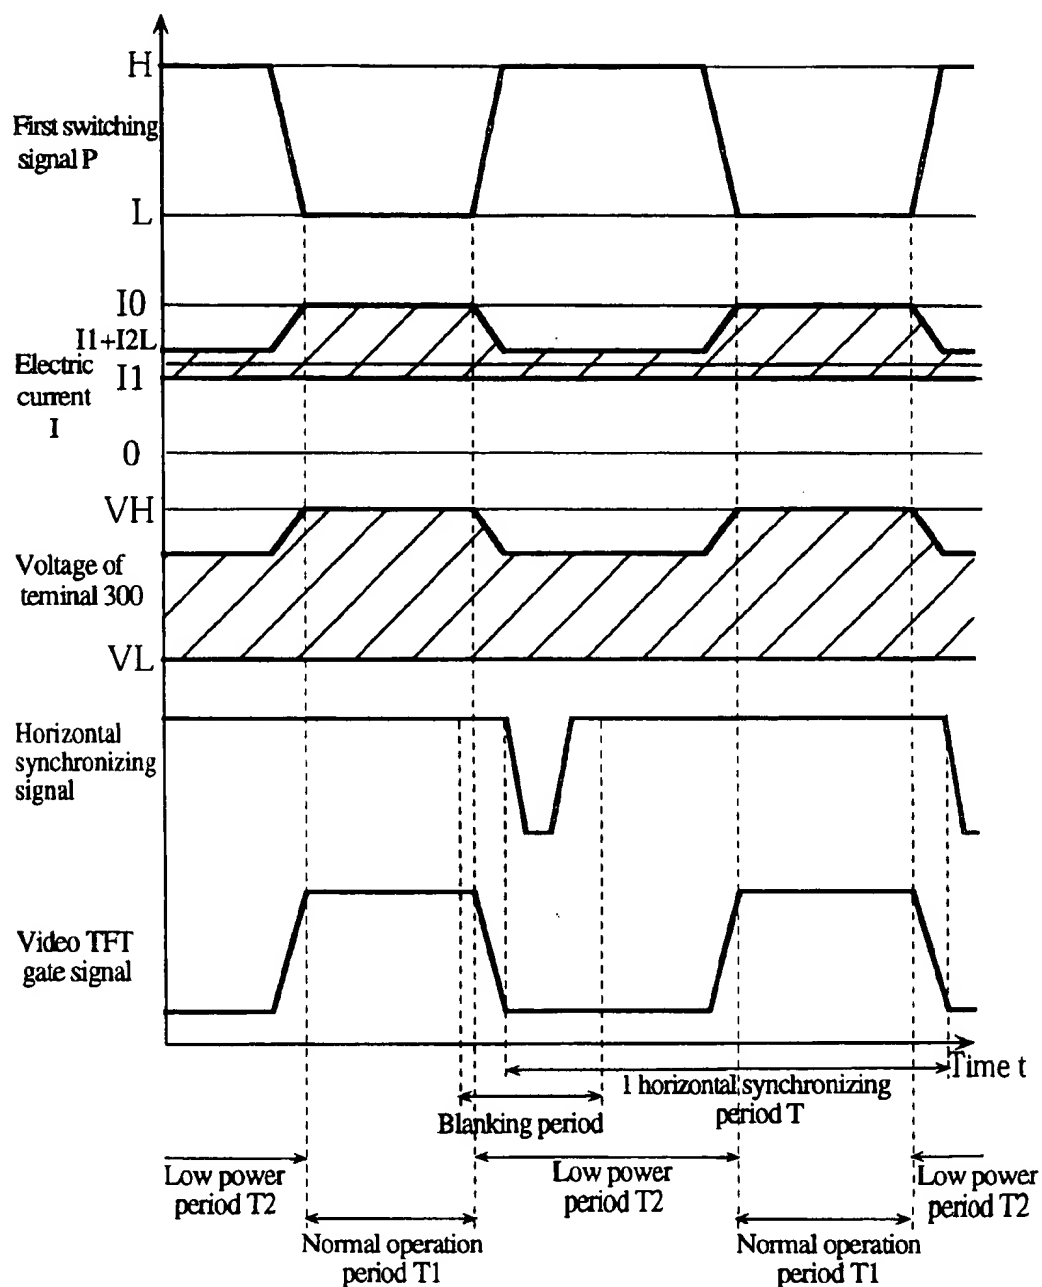 H
First switching
signal P
L
I0
I1+I2L
Electric
current
I
I1
0
VH
Voltage of
teminal 300
VL
Horizontal
synchronizing
signal
Video TFT
gate signal
Time t
1 horizontal synchronizing
period T
Blanking period
Low power
period T2
Low power
period T2
Low power
period T2
Normal operation
period T1
Normal operation
period T1